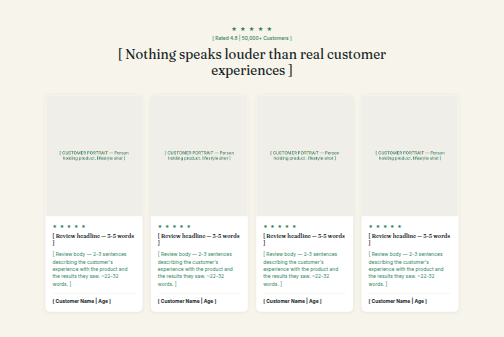 [ Rated 4.8 | 50,000+ Customers ]
[ Nothing speaks louder than real customer
experiences ]
[ CUSTOMER PORTRAIT — Person
holding product, lifestyle shot ]
[ CUSTOMER PORTRAIT — Person
holding product, lifestyle shot ]
[ CUSTOMER PORTRAIT — Person
holding product, lifestyle shot ]
[ CUSTOMER PORTRAIT — Person
holding product, lifestyle shot ]
[ Review headline — 3-5 words
]
[ Review body — 2-3 sentences
describing the customer's
experience with the product and
the results they saw. ~22-32
words. ]
[ Customer Name | Age ]
[ Review headline — 3-5 words
]
[ Review body — 2-3 sentences
describing the customer's
experience with the product and
the results they saw. ~22-32
words. ]
[ Customer Name | Age ]
[ Review headline — 3-5 words
]
[ Review body — 2-3 sentences
describing the customer's
experience with the product and
the results they saw. ~22-32
words. ]
[ Customer Name | Age ]
[ Review headline — 3-5 words
]
[ Review body — 2-3 sentences
describing the customer's
experience with the product and
the results they saw. ~22-32
words. ]
[ Customer Name | Age ]